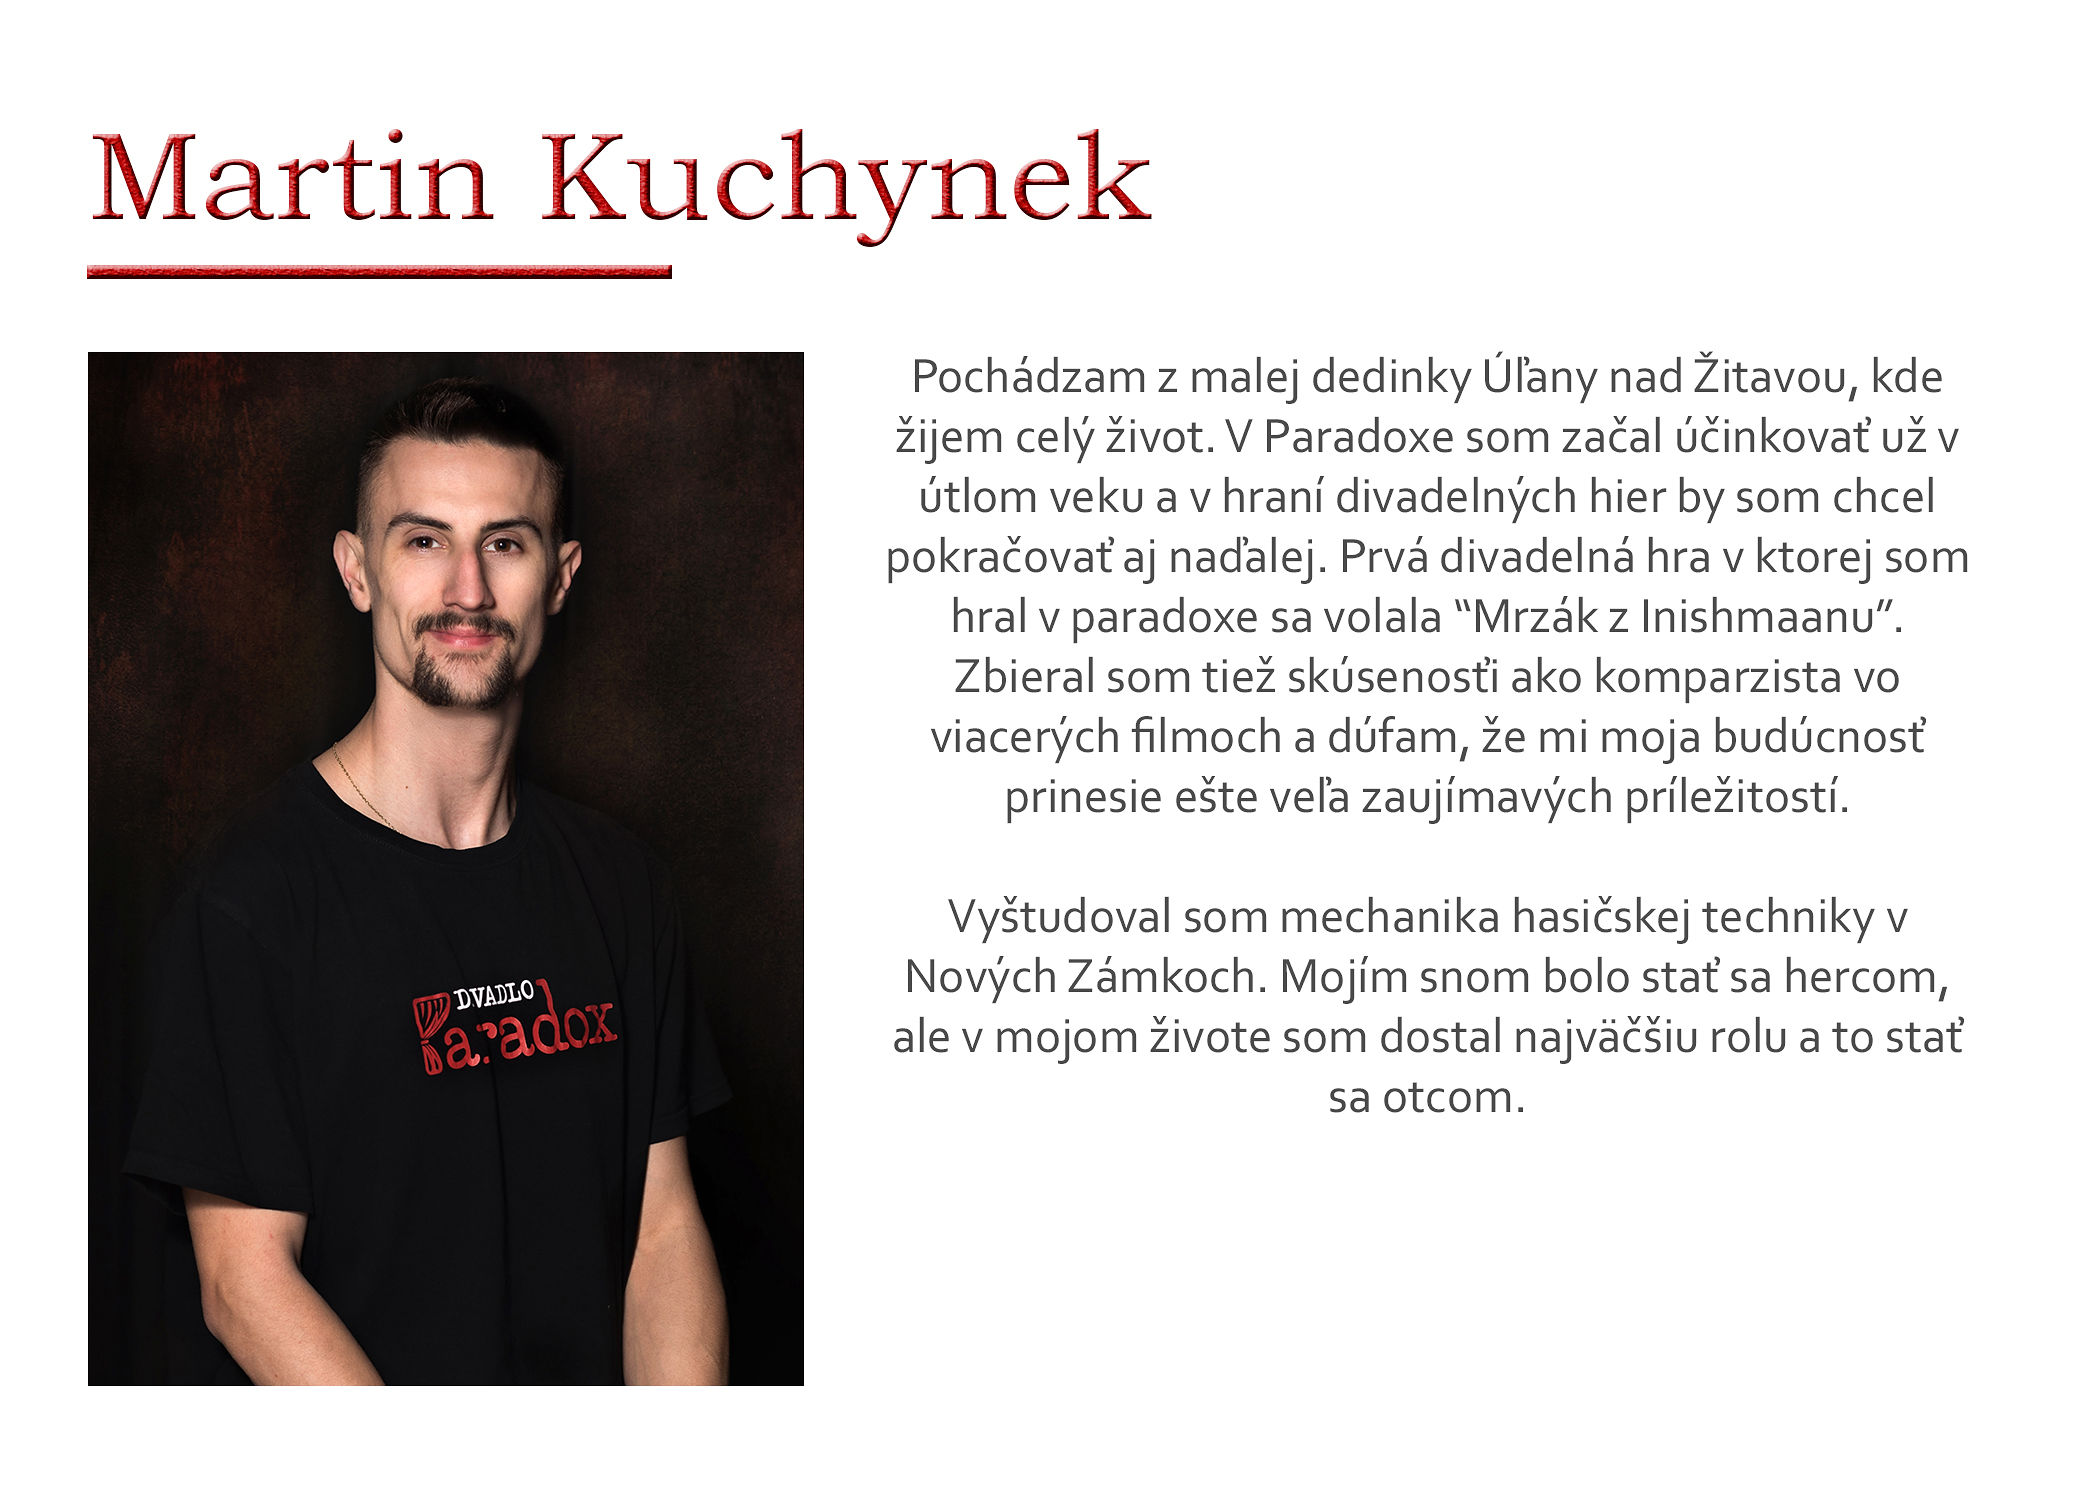 Martin Kuchynek
Pochádzam z malej dedinky Úľany nad Žitavou, kde
žijem celý život. V Paradoxe som začal účinkovať už v
útlom veku a v hraní divadelných hier by som chcel
pokračovať aj naďalej. Prvá divadelná hra v ktorej som
hral v paradoxe sa volala “Mrzák z Inishmaanu”.
Zbieral som tiež skúsenosťi ako komparzista vo
viacerých filmoch a dúfam, že mi moja budúcnosť
prinesie ešte veľa zaujímavých príležitostí.
Vyštudoval som mechanika hasičskej techniky v
Nových Zámkoch. Mojím snom bolo stať sa hercom,
ale v mojom živote som dostal najväčšiu rolu a to stať
sa otcom.
DVADLO
Paradox